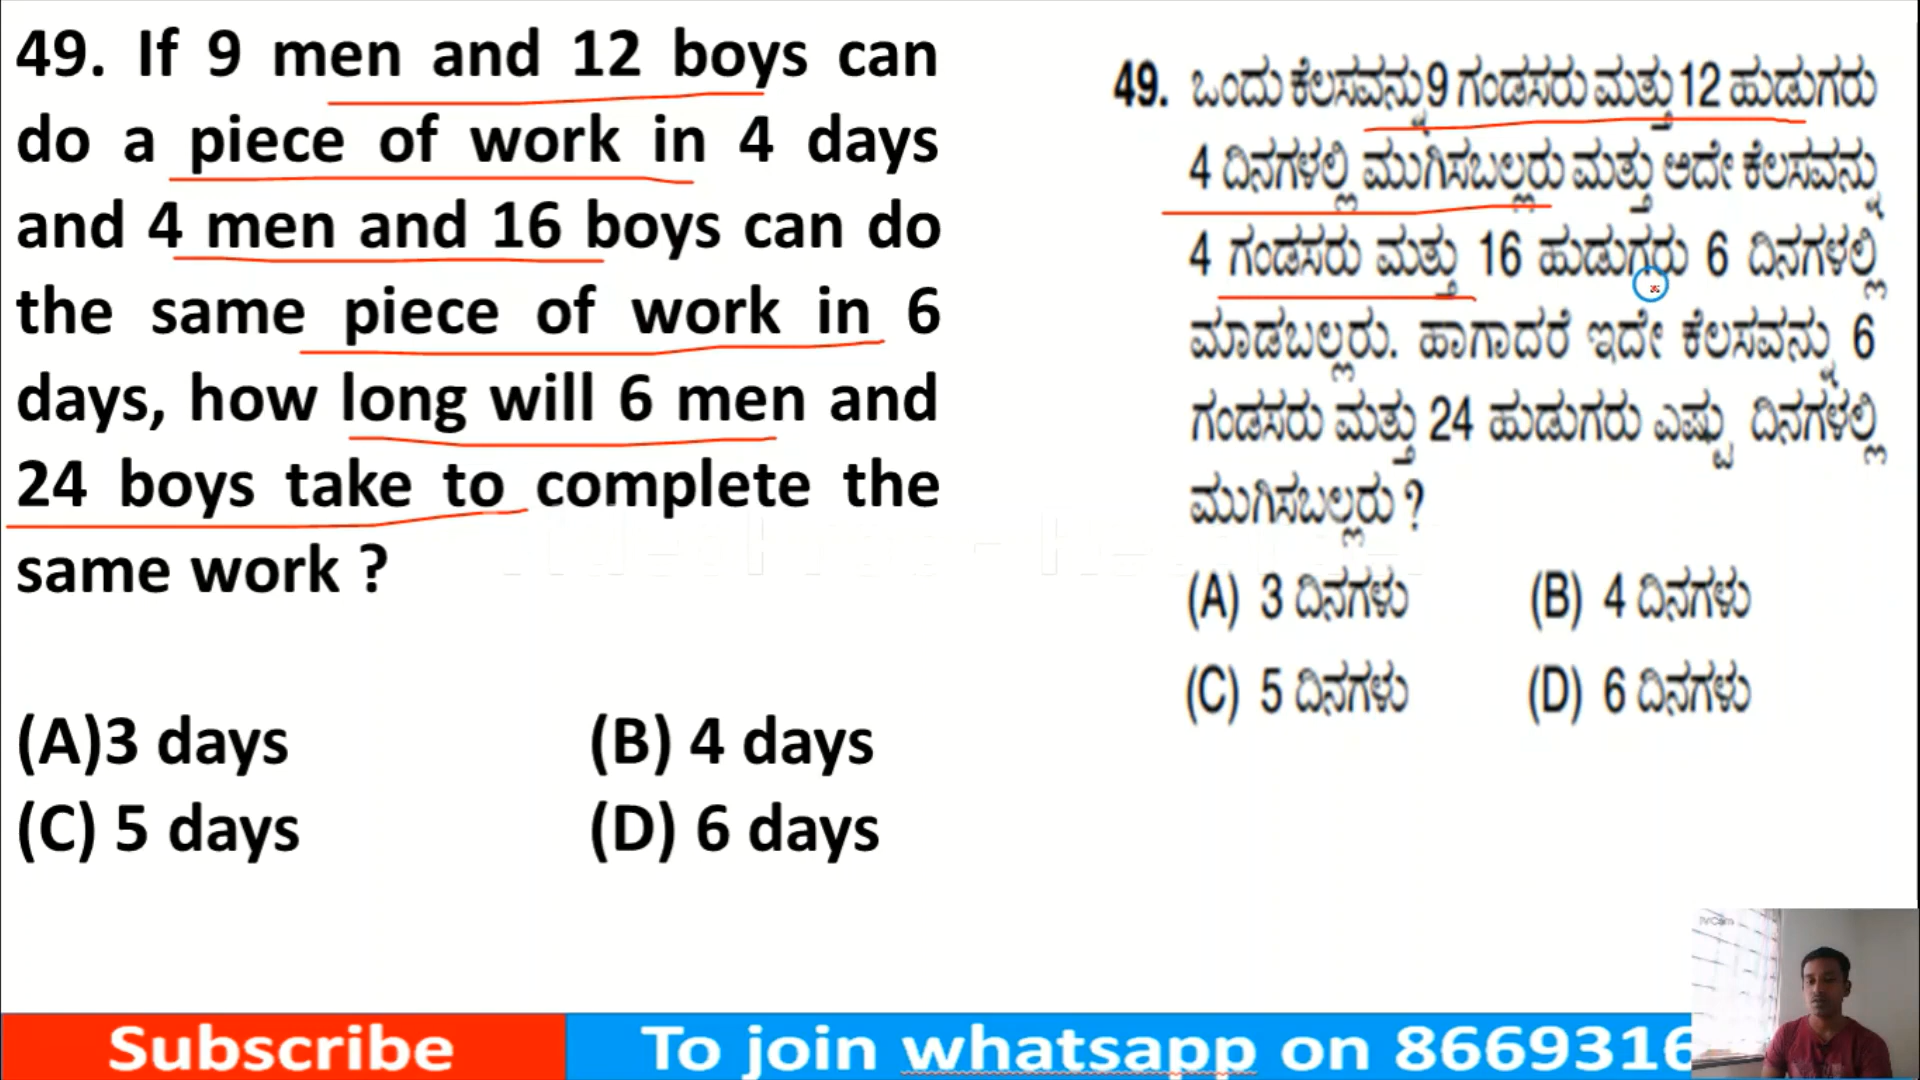 49. If 9 men and 12 boys can
do a piece of work in 4 days
and 4 men and 16 boys can do
the same piece of work in 6
days, how long will 6 men and
24 boys take to complete the
same work ?
(A)3 days (B) 4 days
(C) 5 days (D) 6 days
49. ಒಂದು ಕೆಲಸವನ್ನು 9 ಗಂಡಸರು ಮತ್ತು 12 ಹುಡುಗರು
4 ದಿನಗಳಲ್ಲಿ ಮುಗಿಸಬಲ್ಲರು ಮತ್ತು ಅದೇ ಕೆಲಸವನ್ನು
4 ಗಂಡಸರು ಮತ್ತು 16 ಹುಡುಗರು 6 ದಿನಗಳಲ್ಲಿ
ಮಾಡಬಲ್ಲರು. ಹಾಗಾದರೆ ಇದೇ ಕೆಲಸವನ್ನು 6
ಗಂಡಸರು ಮತ್ತು 24 ಹುಡುಗರು ಎಷ್ಟು ದಿನಗಳಲ್ಲಿ
ಮುಗಿಸಬಲ್ಲರು ?
(A) 3 ದಿನಗಳು (B) 4 ದಿನಗಳು
(C) 5 ದಿನಗಳು (D) 6 ದಿನಗಳು
Subscribe
To join whatsapp on 8669316